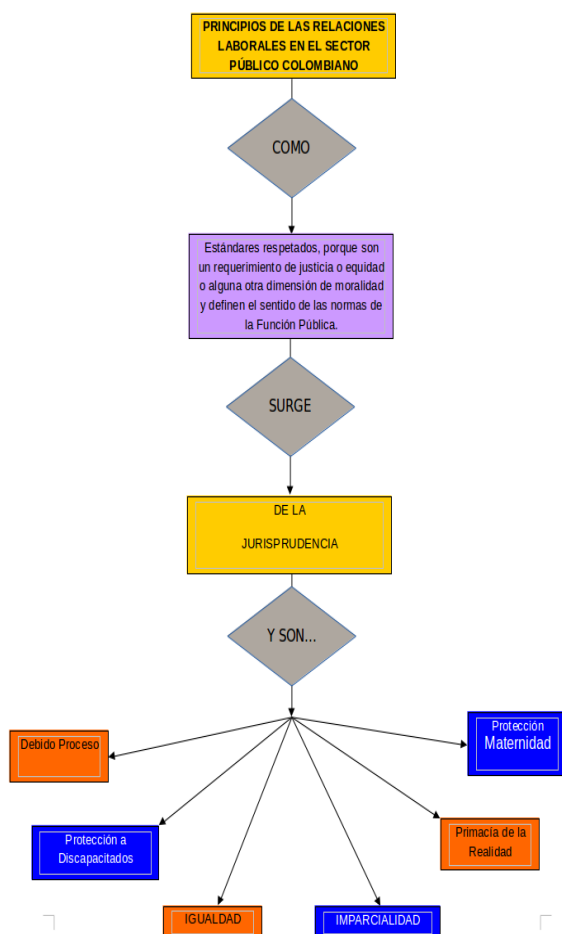 PRINCIPIOS DE LAS RELACIONES
LABORALES EN EL SECTOR
PÚBLICO COLOMBIANO
COMO
Estándares respetados, porque son
un requerimiento de justicia o equidad
o alguna otra dimensión de moralidad
y definen el sentido de las normas de
la Función Pública.
SURGE
DE LA
JURISPRUDENCIA
Y SON...
Debido Proceso
Protección a
Discapacitados
IGUALDAD
IMPARCIALIDAD
Primacía de la
Realidad
Protección
Maternidad